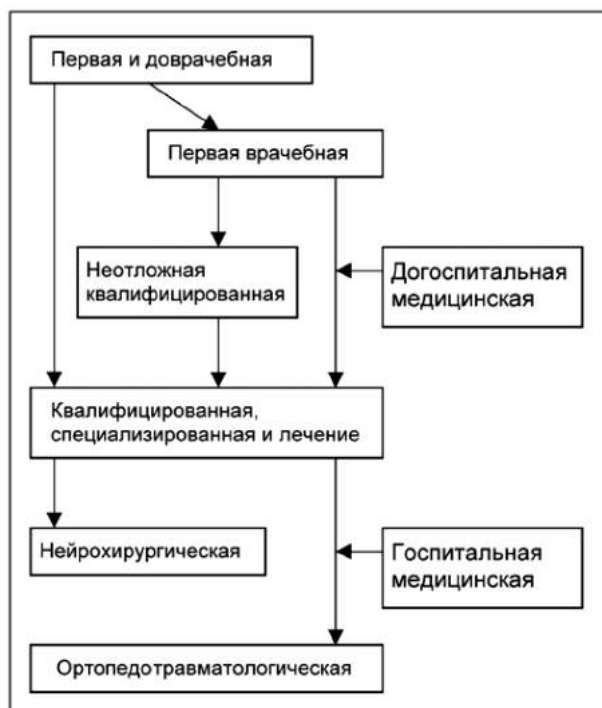 Первая и доврачебная
Первая врачебная
Неотложная
квалифицированная
Догоспитальная
медицинская
Квалифицированная,
специализированная и лечение
Нейрохирургическая
Госпитальная
медицинская
Ортопедотравматологическая